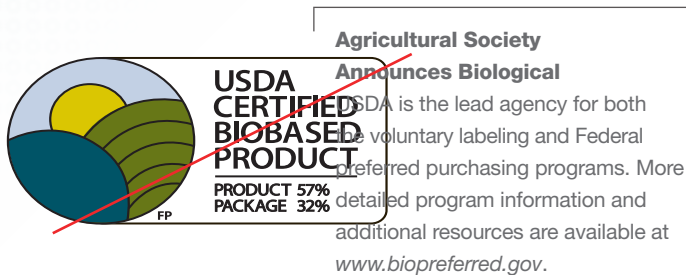 USDA
CERTIFIED
BIOBASED
PRODUCT
PRODUCT 57%
PACKAGE 32%
FP
Agricultural Society
Announces Biological
USDA is the lead agency for both
the voluntary labeling and Federal
preferred purchasing programs. More
detailed program information and
additional resources are available at
www.biopreferred.gov.